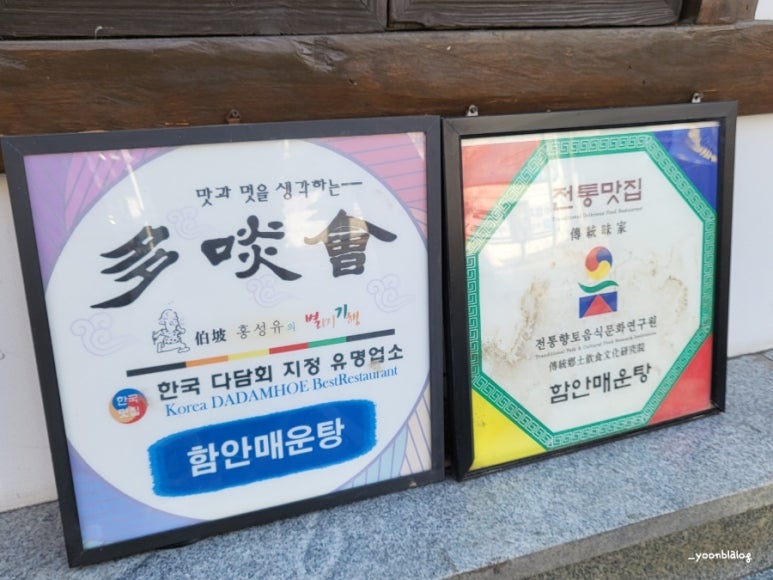 맛과 멋을 생각하는
多啖會
伯坡 홍성유의 별미기행
한국 다담회 지정 유명업소
Korea DADAMHOE BestRestaurant
한국
맛집
함안매운탕
전통맛집
傳統味家
전통향토음식문화연구원
傳統鄕土飮食文化硏究院
함안매운탕
_yoonblalog